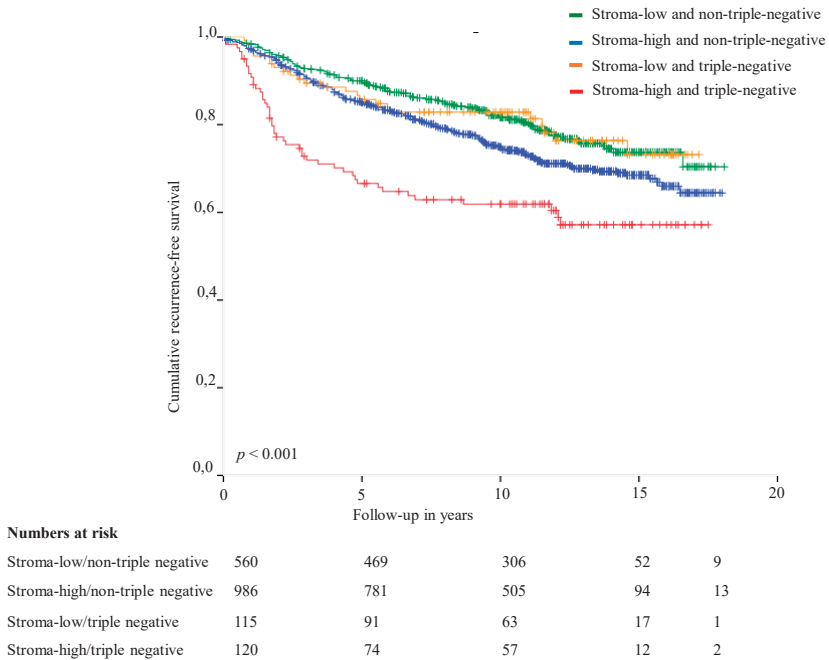 Stroma-low and non-triple-negative
Stroma-high and non-triple-negative
Stroma-low and triple-negative
Stroma-high and triple-negative
Cumulative recurrence-free survival
1,0
0,8
0,6
0,4
0,2
0,0
p < 0.001
0 5 10 15 20
Follow-up in years
Numbers at risk
Stroma-low/non-triple negative 560 469 306 52 9
Stroma-high/non-triple negative 986 781 505 94 13
Stroma-low/triple negative 115 91 63 17 1
Stroma-high/triple negative 120 74 57 12 2